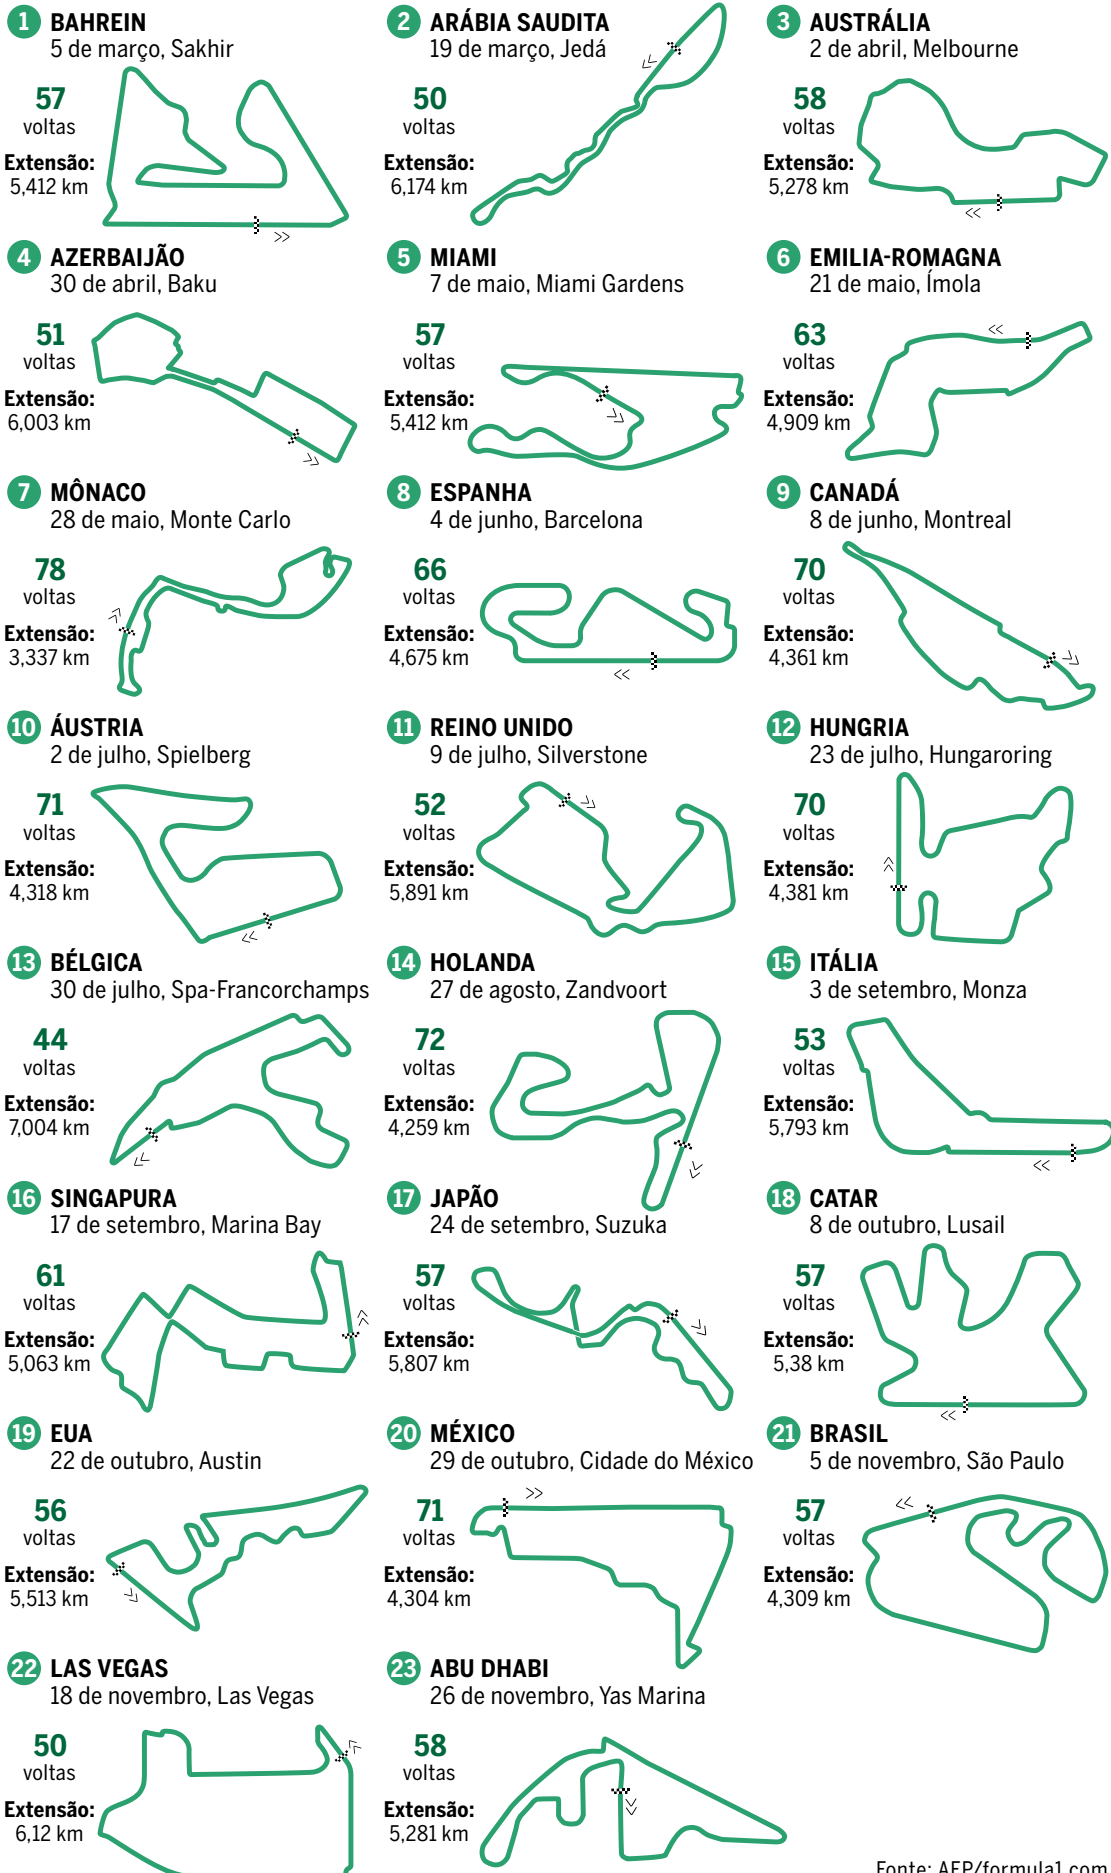 1 BAHREIN
5 de março, Sakhir
57
voltas
Extensão:
5,412 km
2 ARÁBIA SAUDITA
19 de março, Jedá
50
voltas
Extensão:
6,174 km
3 AUSTRÁLIA
2 de abril, Melbourne
58
voltas
Extensão:
5,278 km
4 AZERBAIJÃO
30 de abril, Baku
51
voltas
Extensão:
6,003 km
5 MIAMI
7 de maio, Miami Gardens
57
voltas
Extensão:
5,412 km
6 EMILIA-ROMAGNA
21 de maio, Ímola
63
voltas
Extensão:
4,909 km
7 MÔNACO
28 de maio, Monte Carlo
78
voltas
Extensão:
3,337 km
8 ESPANHA
4 de junho, Barcelona
66
voltas
Extensão:
4,675 km
9 CANADÁ
8 de junho, Montreal
70
voltas
Extensão:
4,361 km
10 ÁUSTRIA
2 de julho, Spielberg
71
voltas
Extensão:
4,318 km
11 REINO UNIDO
9 de julho, Silverstone
52
voltas
Extensão:
5,891 km
12 HUNGRIA
23 de julho, Hungaroring
70
voltas
Extensão:
4,381 km
13 BÉLGICA
30 de julho, Spa-Francorchamps
44
voltas
Extensão:
7,004 km
14 HOLANDA
27 de agosto, Zandvoort
72
voltas
Extensão:
4,259 km
15 ITÁLIA
3 de setembro, Monza
53
voltas
Extensão:
5,793 km
16 SINGAPURA
17 de setembro, Marina Bay
61
voltas
Extensão:
5,063 km
17 JAPÃO
24 de setembro, Suzuka
57
voltas
Extensão:
5,807 km
18 CATAR
8 de outubro, Lusail
57
voltas
Extensão:
5,38 km
19 EUA
22 de outubro, Austin
56
voltas
Extensão:
5,513 km
20 MÉXICO
29 de outubro, Cidade do México
71
voltas
Extensão:
4,304 km
21 BRASIL
5 de novembro, São Paulo
57
voltas
Extensão:
4,309 km
22 LAS VEGAS
18 de novembro, Las Vegas
50
voltas
Extensão:
6,12 km
23 ABU DHABI
26 de novembro, Yas Marina
58
voltas
Extensão:
5,281 km
Fonte: AFP/formula1.com